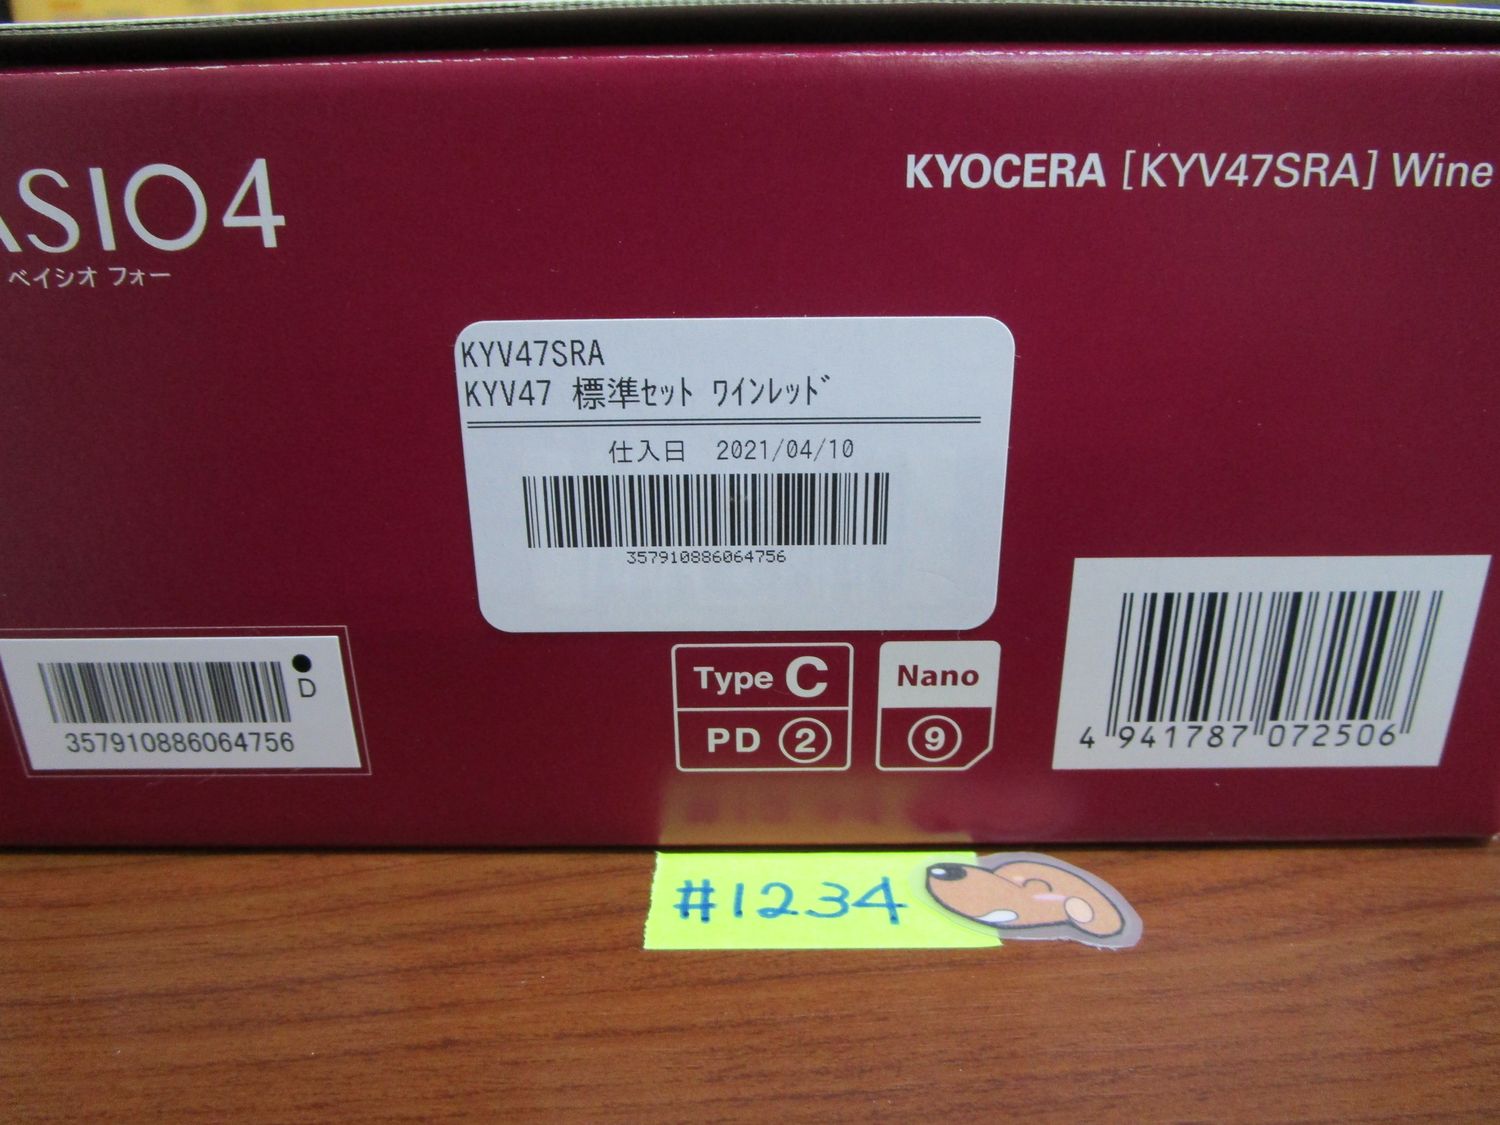 ASIO4
ベイシオ フォー
KYOCERA [KYV47SRA] Wine
KYV47SRA
KYV47 標準ｾｯﾄ ﾜｲﾝﾚｯﾄﾞ
仕入日 2021/04/10
357910886064756
D
357910886064756
Type C
PD ②
Nano
⑨
4 941787 072506
#1234